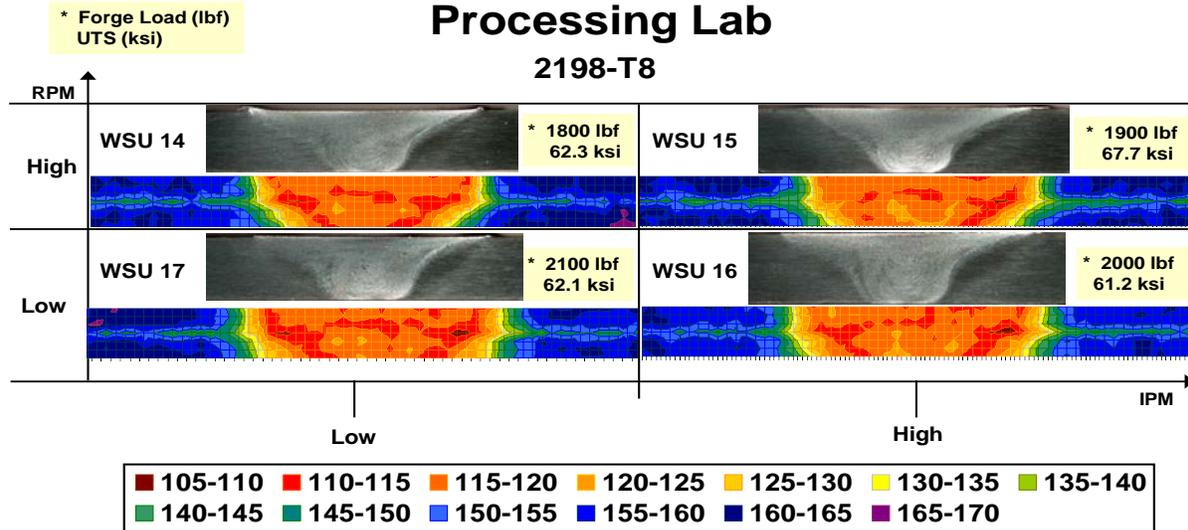 * Forge Load (lbf)
UTS (ksi)
Processing Lab
2198-T8
RPM
High
WSU 14
* 1800 lbf
62.3 ksi
WSU 15
* 1900 lbf
67.7 ksi
Low
WSU 17
* 2100 lbf
62.1 ksi
WSU 16
* 2000 lbf
61.2 ksi
IPM
Low
High
105-110 110-115 115-120 120-125 125-130 130-135 135-140
140-145 145-150 150-155 155-160 160-165 165-170